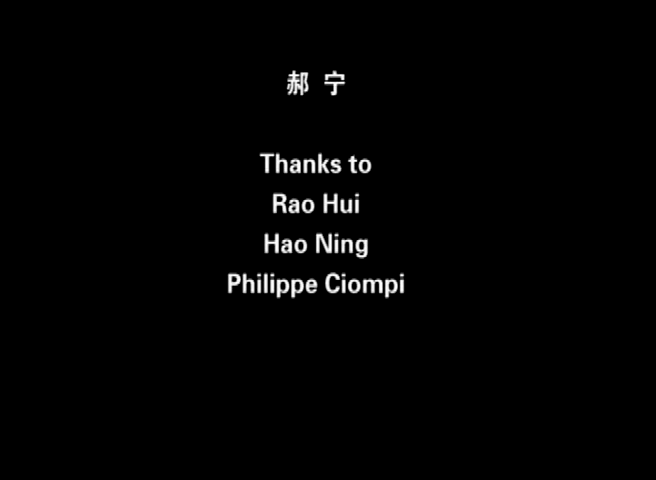 郝 宁
Thanks to
Rao Hui
Hao Ning
Philippe Ciompi